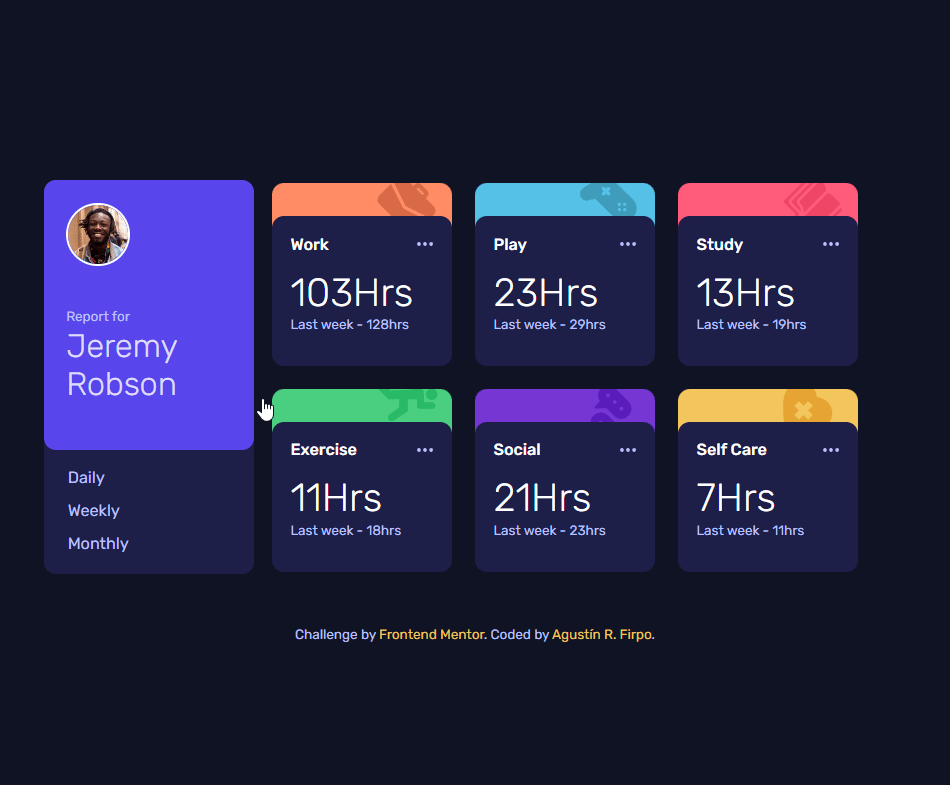 Report for
Jeremy
Robson
Daily
Weekly
Monthly
Work
103Hrs
Last week - 128hrs
Play
23Hrs
Last week - 29hrs
Study
13Hrs
Last week - 19hrs
Exercise
11Hrs
Last week - 18hrs
Social
21Hrs
Last week - 23hrs
Self Care
7Hrs
Last week - 11hrs
Challenge by Frontend Mentor. Coded by Agustín R. Firpo.